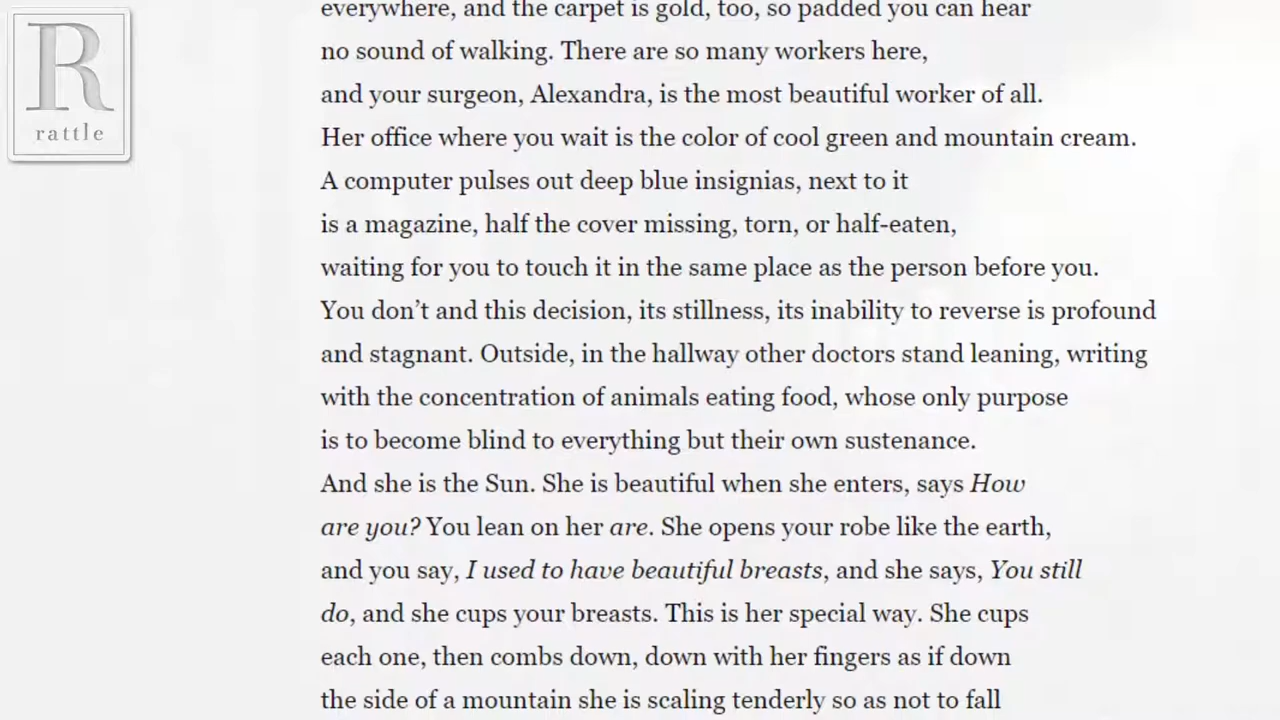 R
rattle
everywhere, and the carpet is gold, too, so padded you can hear
no sound of walking. There are so many workers here,
and your surgeon, Alexandra, is the most beautiful worker of all.
Her office where you wait is the color of cool green and mountain cream.
A computer pulses out deep blue insignias, next to it
is a magazine, half the cover missing, torn, or half-eaten,
waiting for you to touch it in the same place as the person before you.
You don’t and this decision, its stillness, its inability to reverse is profound
and stagnant. Outside, in the hallway other doctors stand leaning, writing
with the concentration of animals eating food, whose only purpose
is to become blind to everything but their own sustenance.
And she is the Sun. She is beautiful when she enters, says How
are you? You lean on her are. She opens your robe like the earth,
and you say, I used to have beautiful breasts, and she says, You still
do, and she cups your breasts. This is her special way. She cups
each one, then combs down, down with her fingers as if down
the side of a mountain she is scaling tenderly so as not to fall